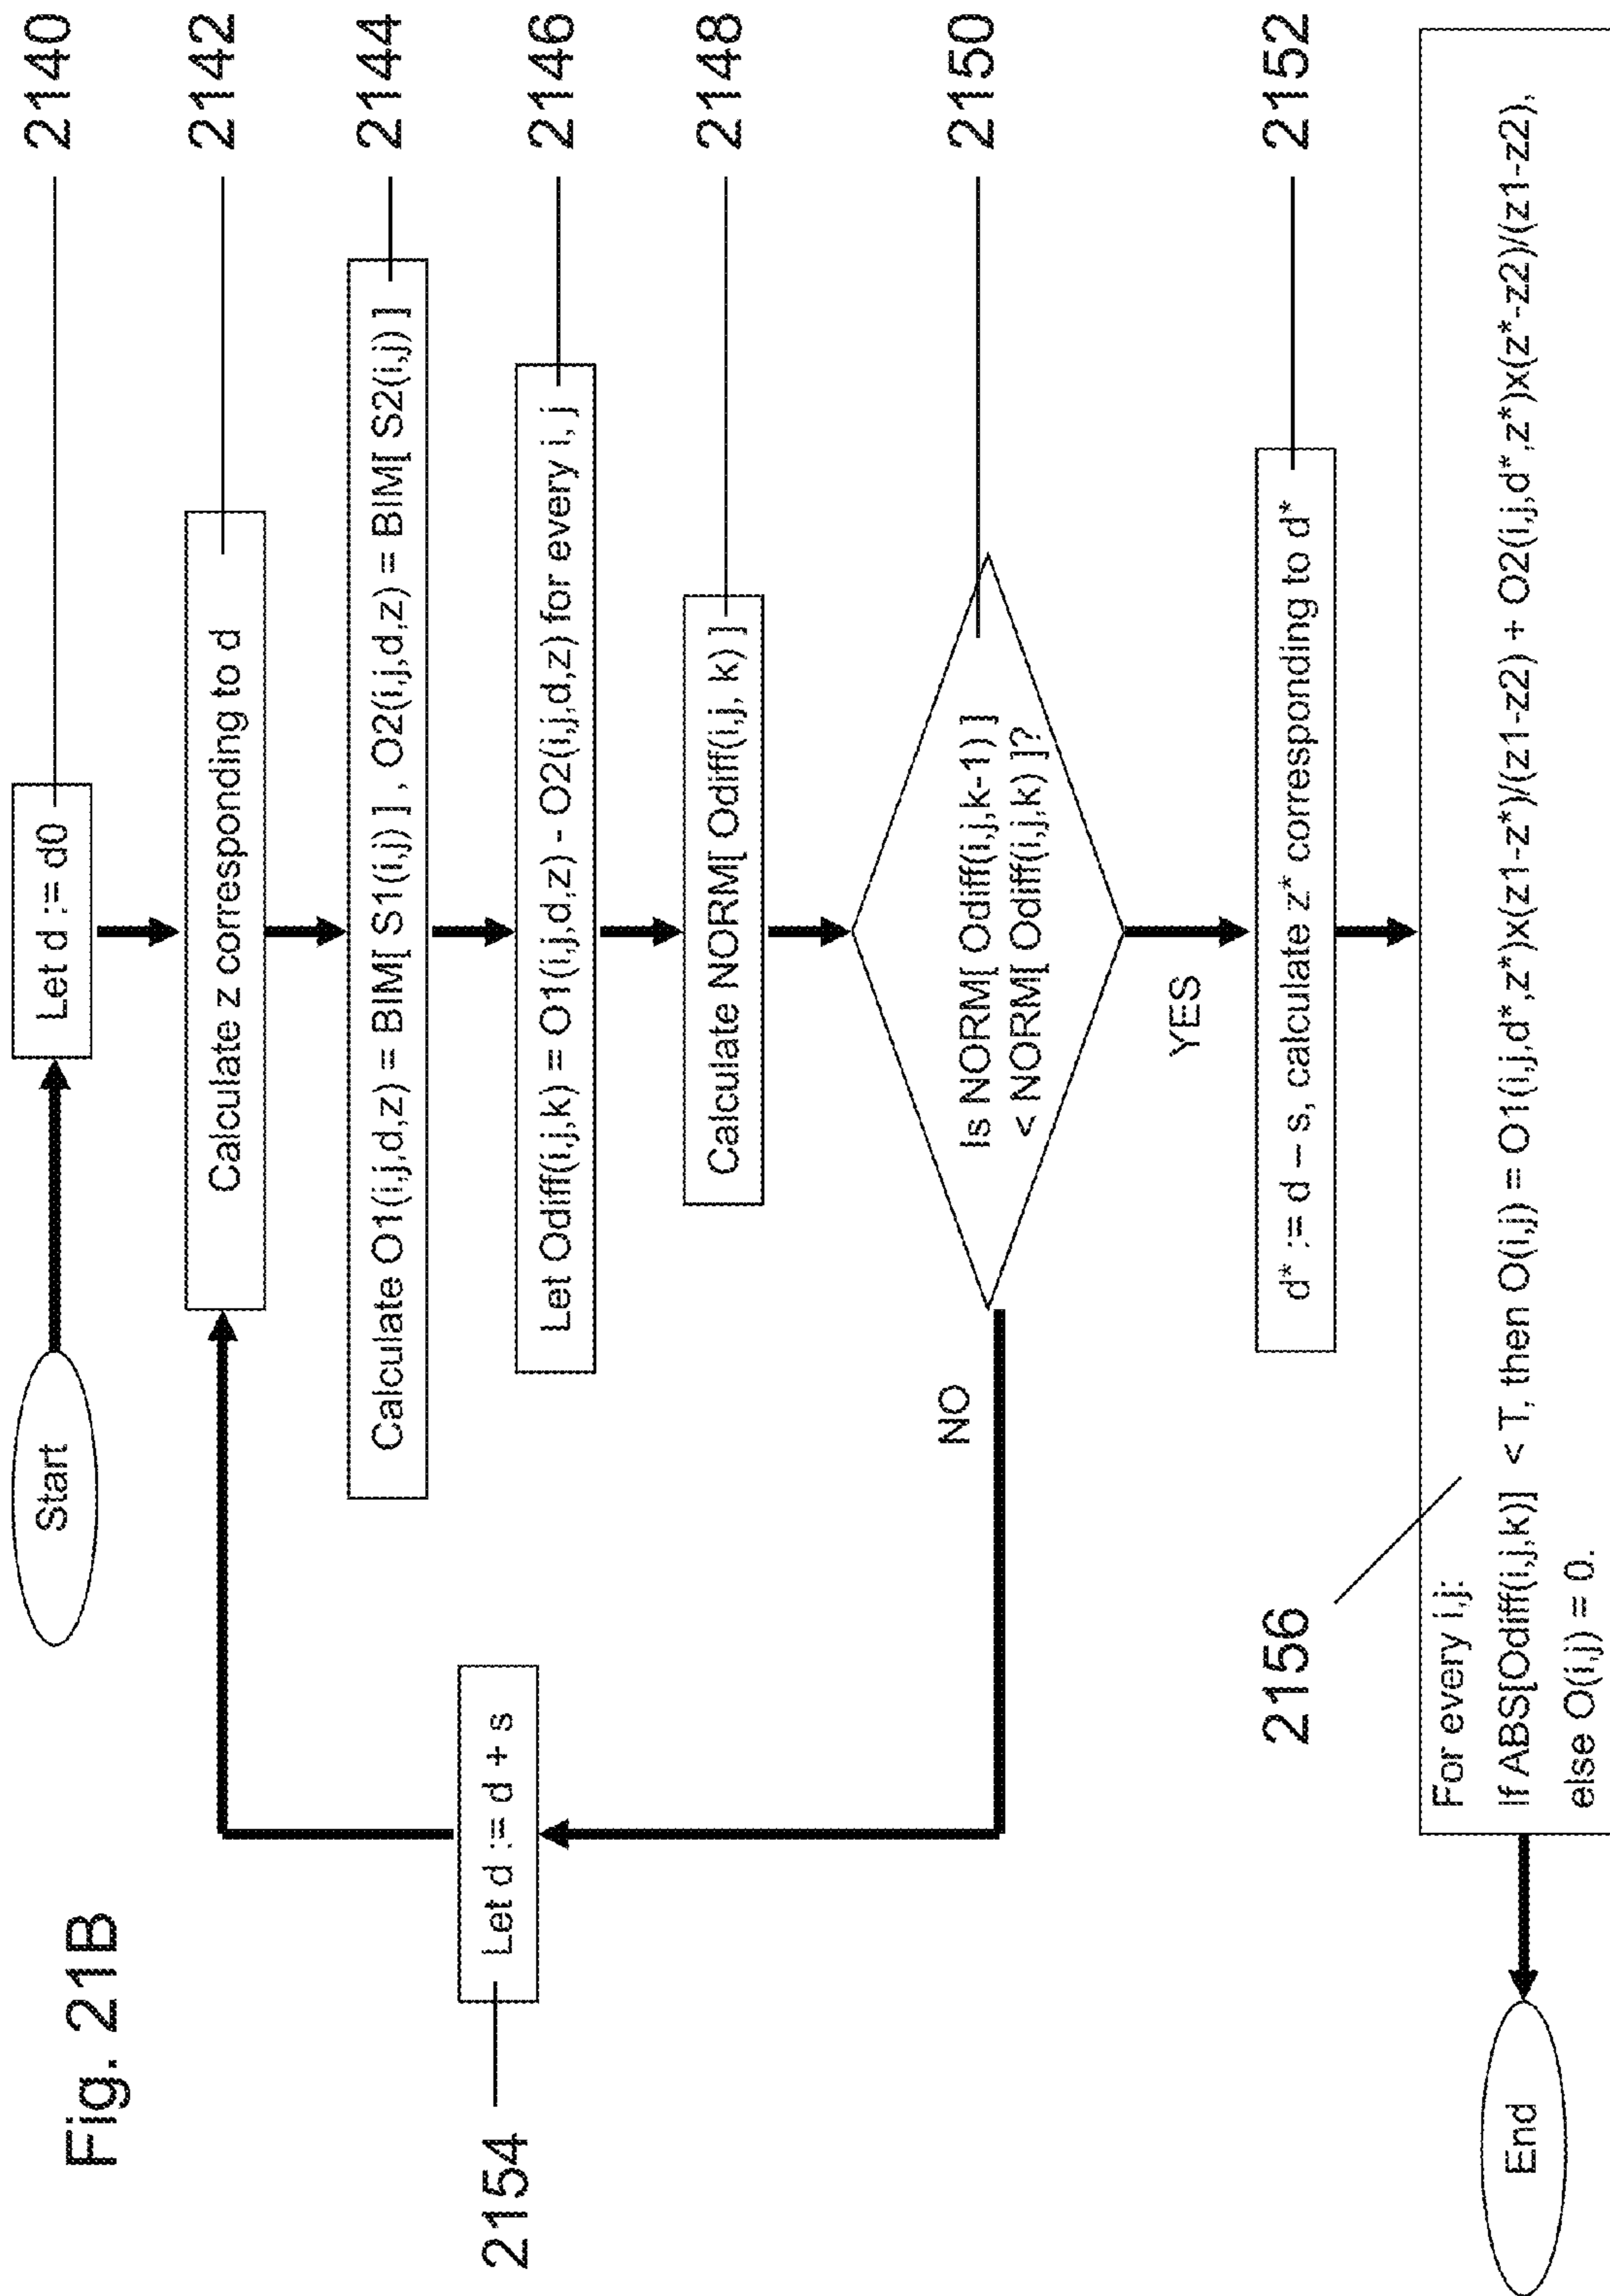 Fig. 21B
Start
Let d := d0
2140
Calculate z corresponding to d
2142
Calculate O1(i,j,d,z) = BIM[ S1(i,j) ] , O2(i,j,d,z) = BIM[ S2(i,j) ]
2144
Let Odiff(i,j,k) = O1(i,j,d,z) - O2(i,j,d,z) for every i, j
2146
2154
Let d := d + s
Calculate NORM[ Odiff(i,j, k) ]
2148
NO
Is NORM[ Odiff(i,j,k-1) ]
< NORM[ Odiff(i,j,k) ]?
2150
YES
d* := d – s, calculate z* corresponding to d*
2152
2156
For every i,j:
If ABS[Odiff(i,j,k)] < T, then O(i,j) = O1(i,j,d*,z*)x(z1-z*)/(z1-z2) + O2(i,j,d*,z*)x(z*-z2)/(z1-z2),
else O(i,j) = 0.
End